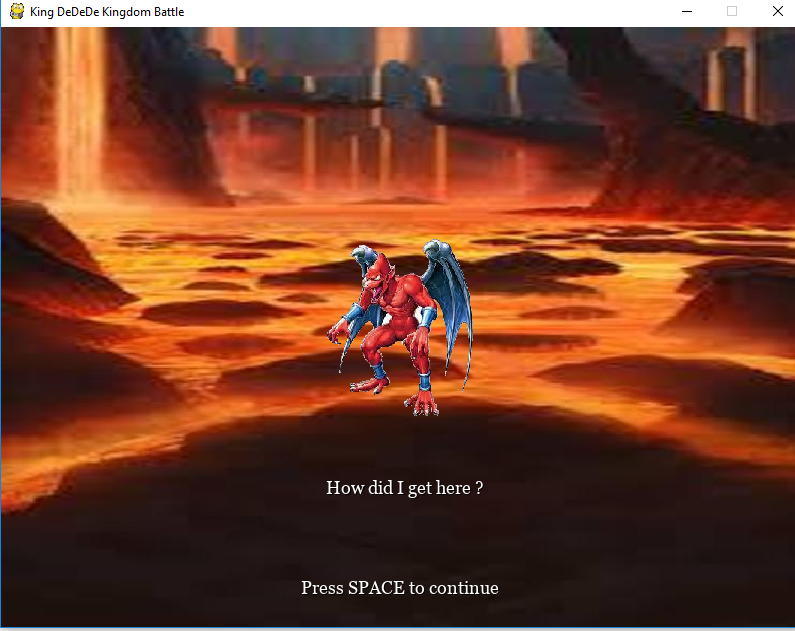 King DeDeDe Kingdom Battle
How did I get here ?
Press SPACE to continue